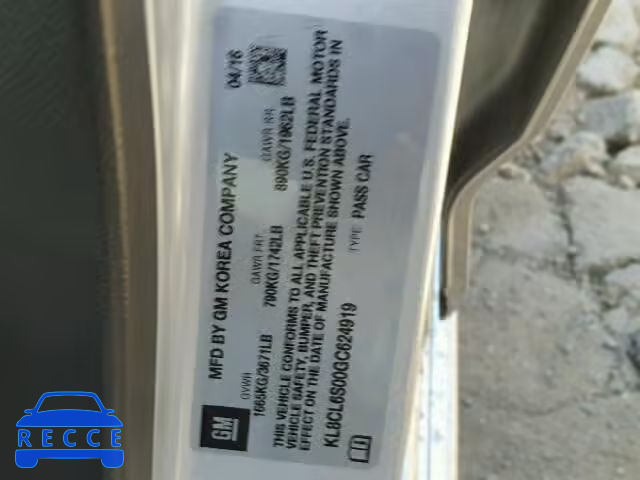 MFD BY GM KOREA COMPANY
04/16
GM
GVWR
GAWR FRT
GAWR RR
1665KG/3671LB
790KG/1742LB
890KG/1962LB
THIS VEHICLE CONFORMS TO ALL APPLICABLE U.S. FEDERAL MOTOR
VEHICLE SAFETY, BUMPER, AND THEFT PREVENTION STANDARDS IN
EFFECT ON THE DATE OF MANUFACTURE SHOWN ABOVE.
KL8CL6S00GC624919
TYPE: PASS CAR
RECCE